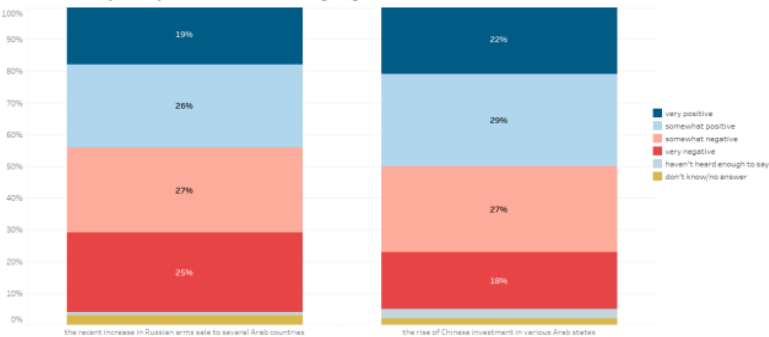 100%
90%
80%
70%
60%
50%
40%
30%
20%
10%
0%
19%
26%
27%
25%
22%
29%
27%
18%
very positive
somewhat positive
somewhat negative
very negative
haven't heard enough to say
don't know/no answer
the recent increase in Russian arms sale to several Arab countries
the rise of Chinese investment in various Arab states